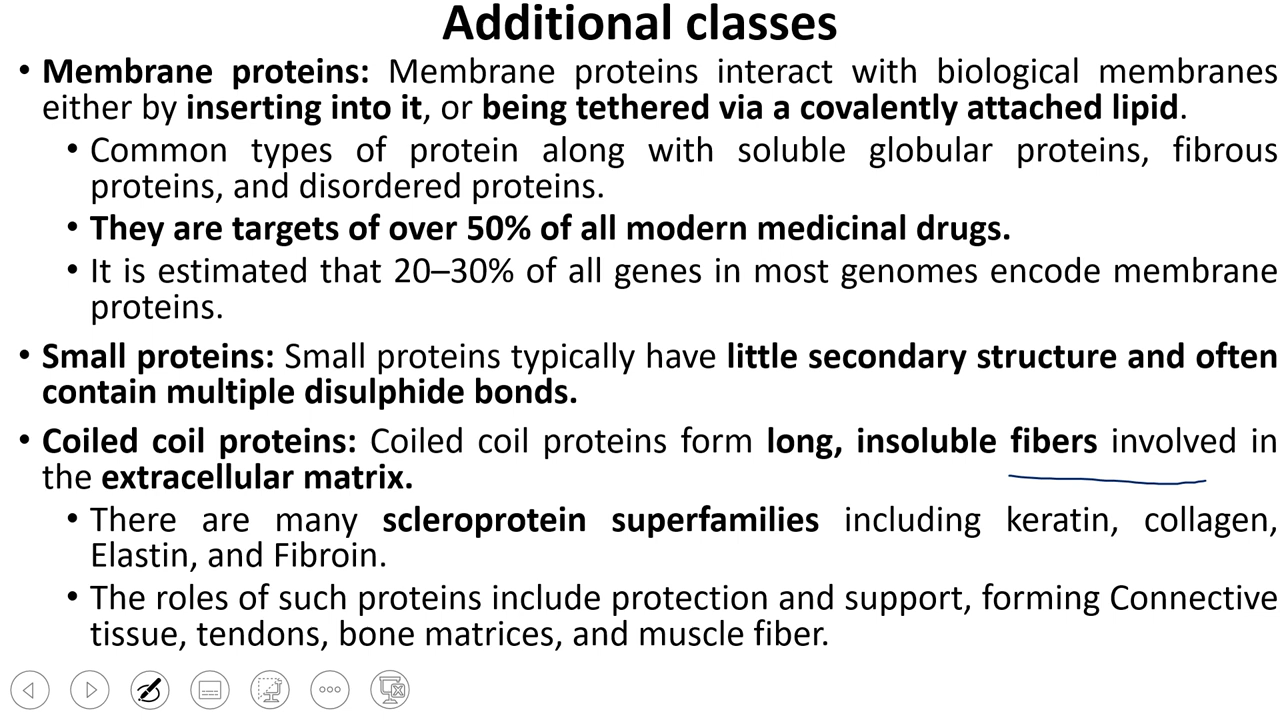 Additional classes
• Membrane proteins: Membrane proteins interact with biological membranes
either by inserting into it, or being tethered via a covalently attached lipid.
• Common types of protein along with soluble globular proteins, fibrous
proteins, and disordered proteins.
• They are targets of over 50% of all modern medicinal drugs.
• It is estimated that 20–30% of all genes in most genomes encode membrane
proteins.
• Small proteins: Small proteins typically have little secondary structure and often
contain multiple disulphide bonds.
• Coiled coil proteins: Coiled coil proteins form long, insoluble fibers involved in
the extracellular matrix.
• There are many scleroprotein superfamilies including keratin, collagen,
Elastin, and Fibroin.
• The roles of such proteins include protection and support, forming Connective
tissue, tendons, bone matrices, and muscle fiber.